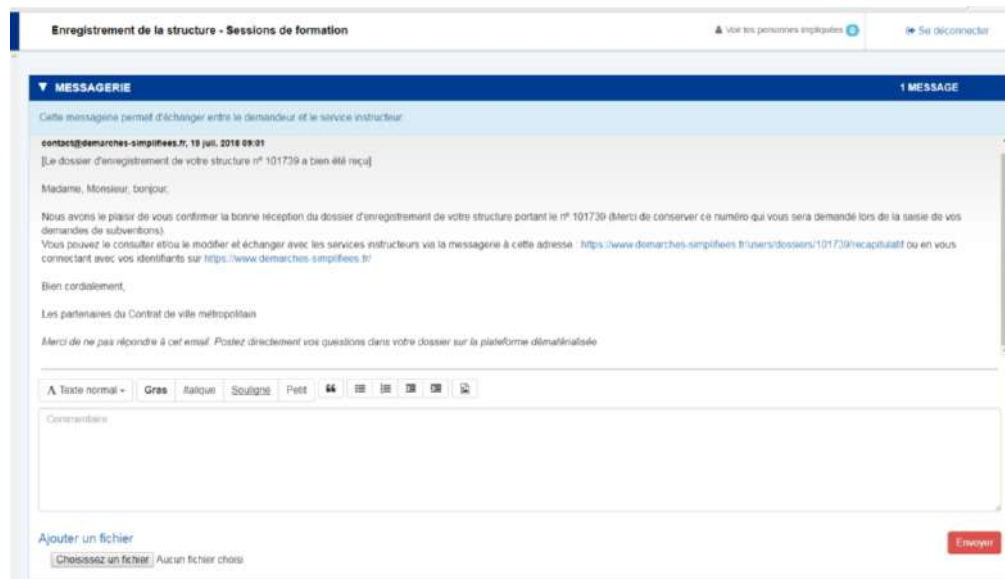 Enregistrement de la structure - Sessions de formation
Voir les personnes impliquées 0
Se déconnecter
▼ MESSAGERIE
1 MESSAGE
Cette messagerie permet d'échanger entre le demandeur et le service instructeur.
contact@demarches-simplifiees.fr, 19 juil. 2018 09:01
[Le dossier d'enregistrement de votre structure n° 101739 a bien été reçu]
Madame, Monsieur, bonjour,
Nous avons le plaisir de vous confirmer la bonne réception du dossier d'enregistrement de votre structure portant le n° 101739 (Merci de conserver ce numéro qui vous sera demandé lors de la saisie de vos
demandes de subventions).
Vous pouvez le consulter et/ou le modifier et échanger avec les services instructeurs via la messagerie à cette adresse : https://www.demarches-simplifiees.fr/users/dossiers/101739/recapitulatif ou en vous
connectant avec vos identifiants sur https://www.demarches-simplifiees.fr/
Bien cordialement,
Les partenaires du Contrat de ville métropolitain
Merci de ne pas répondre à cet email. Postez directement vos questions dans votre dossier sur la plateforme dématérialisée
A Texte normal
Gras
Italique
Souligné
Petit
Commentaire
Ajouter un fichier
Choisissez un fichier Aucun fichier choisi
Envoyer